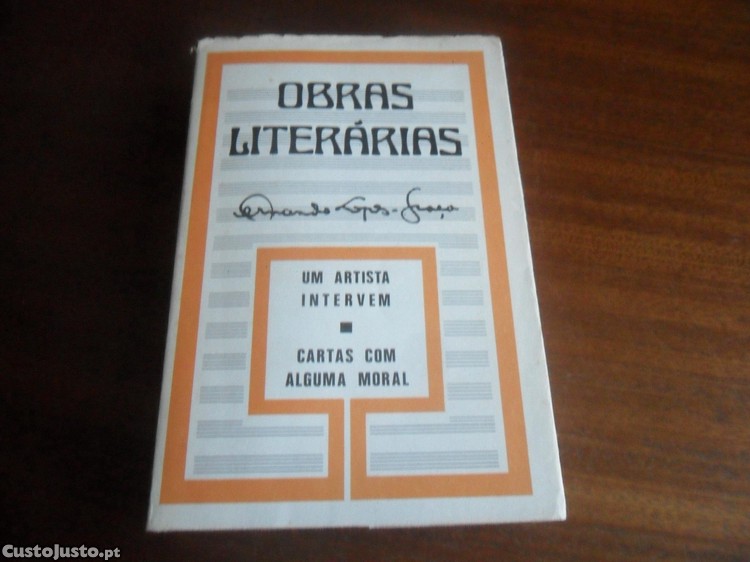 OBRAS
LITERÁRIAS
Fernando Lopes-Graça
UM ARTISTA
INTERVEM
CARTAS COM
ALGUMA MORAL
CustoJusto.pt